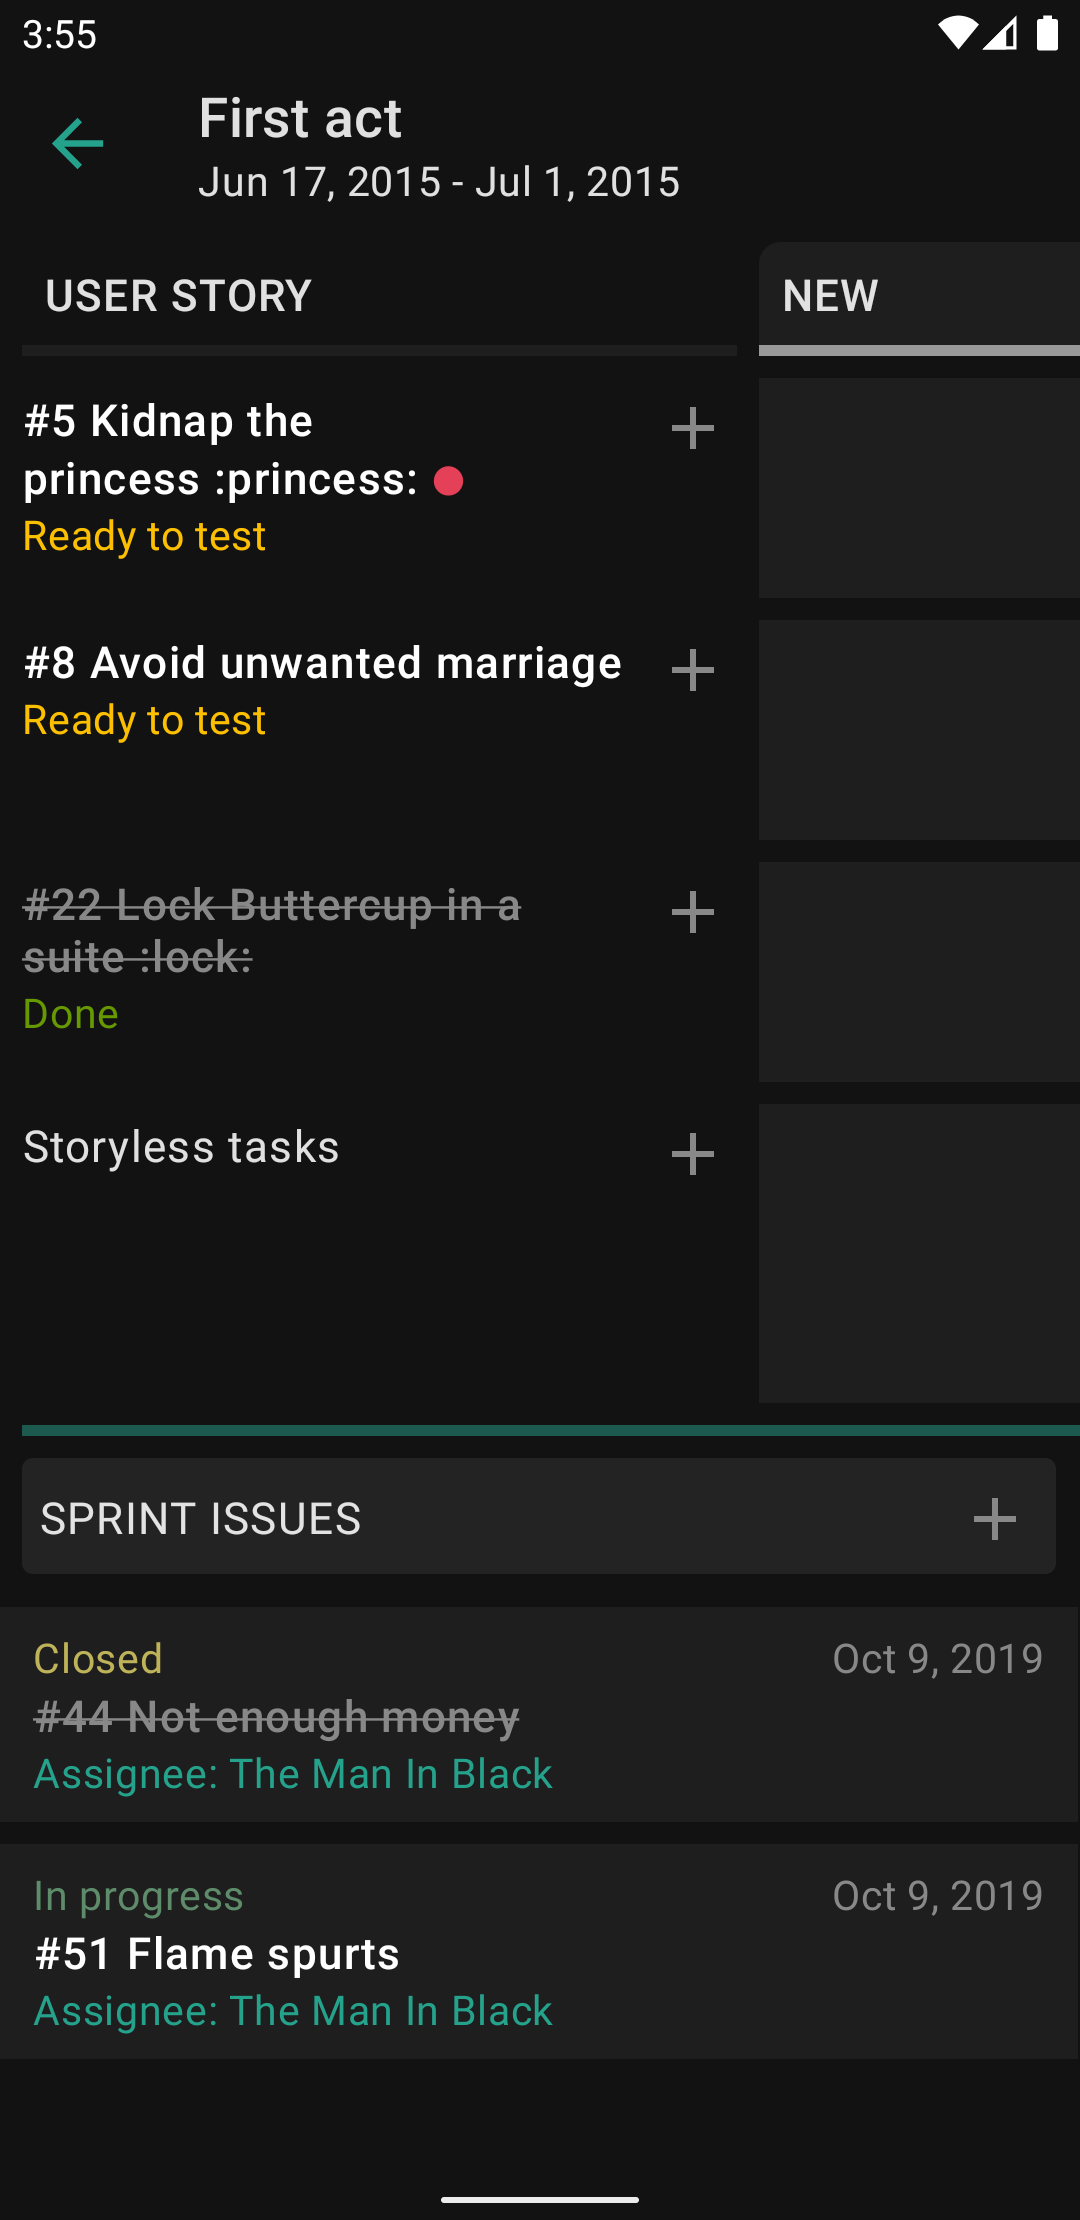 3:55
First act
Jun 17, 2015 - Jul 1, 2015
USER STORY
NEW
#5 Kidnap the
princess :princess:
Ready to test
#8 Avoid unwanted marriage
Ready to test
#22 Lock Buttercup in a
suite :lock:
Done
Storyless tasks
SPRINT ISSUES
Closed
Oct 9, 2019
#44 Not enough money
Assignee: The Man In Black
In progress
Oct 9, 2019
#51 Flame spurts
Assignee: The Man In Black